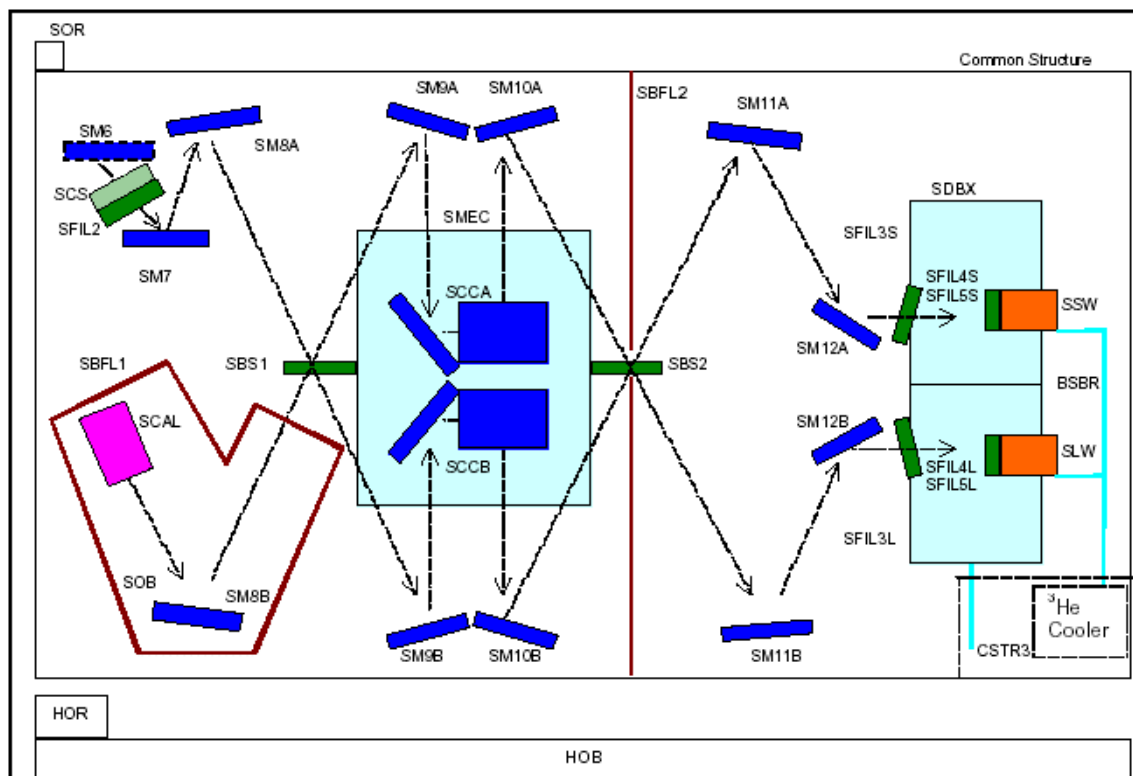 SOR
Common Structure
SM9A
SM10A
SBFL2
SM11A
SM6
SM8A
SCS
SFIL2
SM7
SMEC
SDBX
SFIL3S
SCCA
SFIL4S
SFIL5S
SSW
SM12A
SBS1
SBS2
SBFL1
BSBR
SCAL
SM12B
SCCB
SLW
SFIL4L
SFIL5L
SFIL3L
SOB
SM8B
3He
Cooler
SM9B
SM10B
SM11B
CSTR3
HOR
HOB